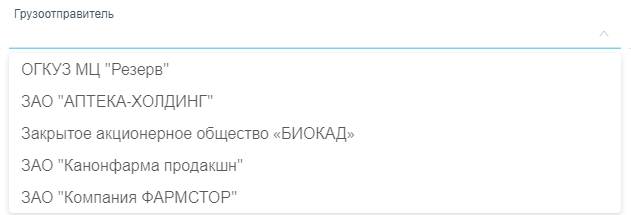 Грузоотправитель
ОГКУЗ МЦ "Резерв"
ЗАО "АПТЕКА-ХОЛДИНГ"
Закрытое акционерное общество «БИОКАД»
ЗАО "Канонфарма продакшн"
ЗАО "Компания ФАРМСТОР"